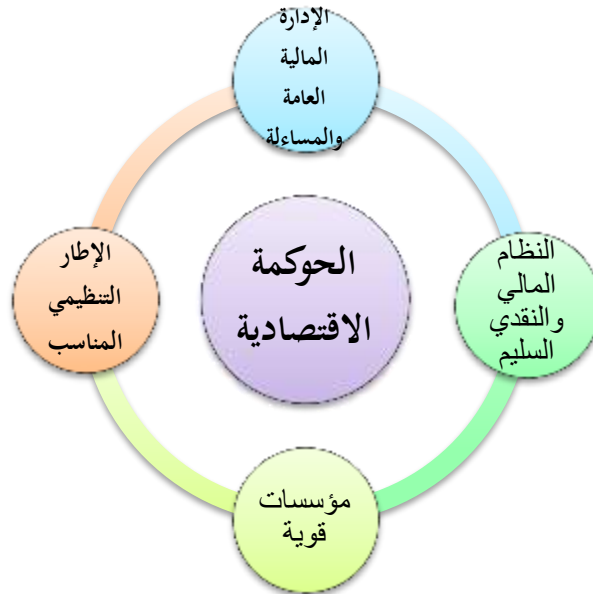 الإدارة
المالية
العامة
والمساءلة
النظام
المالي
والنقدي
السليم
الحوكمة
الاقتصادية
الإطار
التنظيمي
المناسب
مؤسسات
قوية